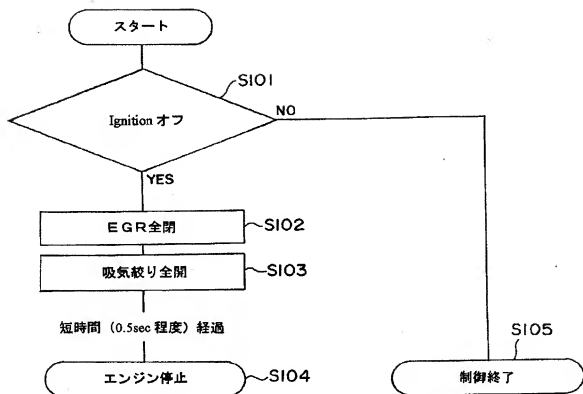 スタート
S101
Ignition オフ
NO
YES
EGR全閉
S102
吸気絞り全開
S103
短時間（0.5sec 程度）経過
S105
エンジン停止
S104
制御終了